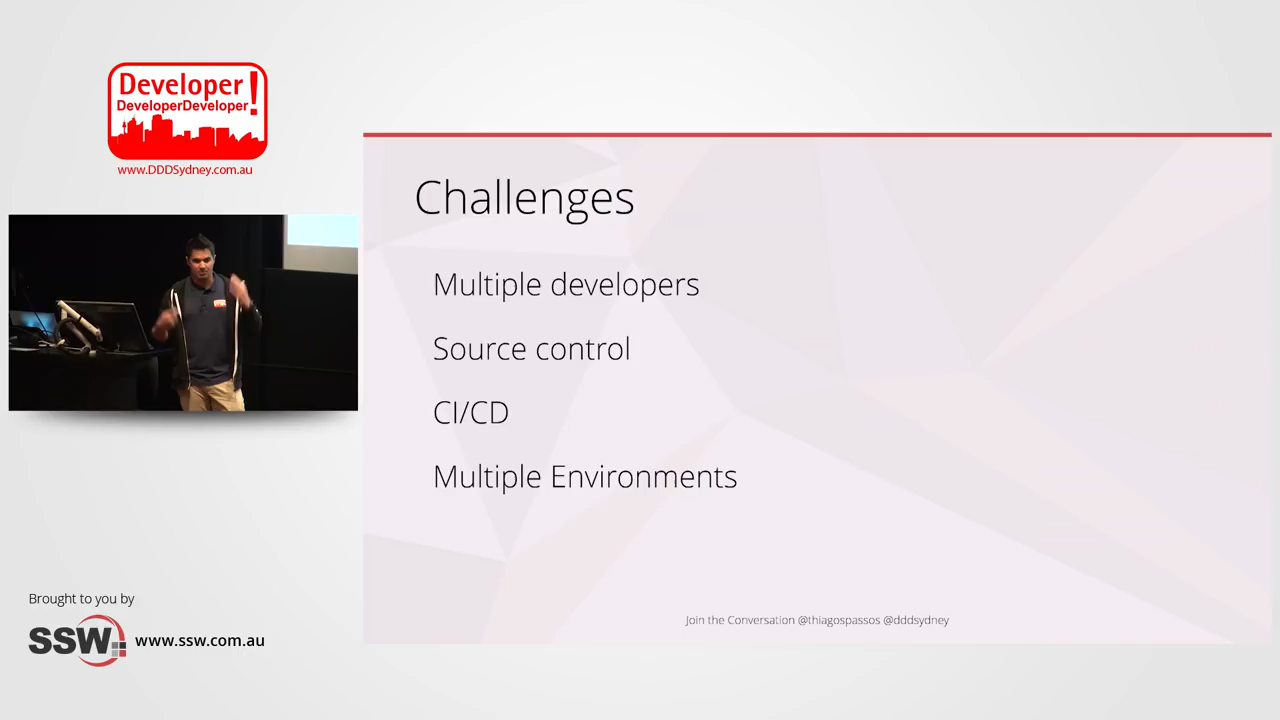 Developer!
DeveloperDeveloper
www.DDDSydney.com.au
Challenges
Multiple developers
Source control
CI/CD
Multiple Environments
Join the Conversation @thiagospassos @dddsydney
Brought to you by
SSW
www.ssw.com.au